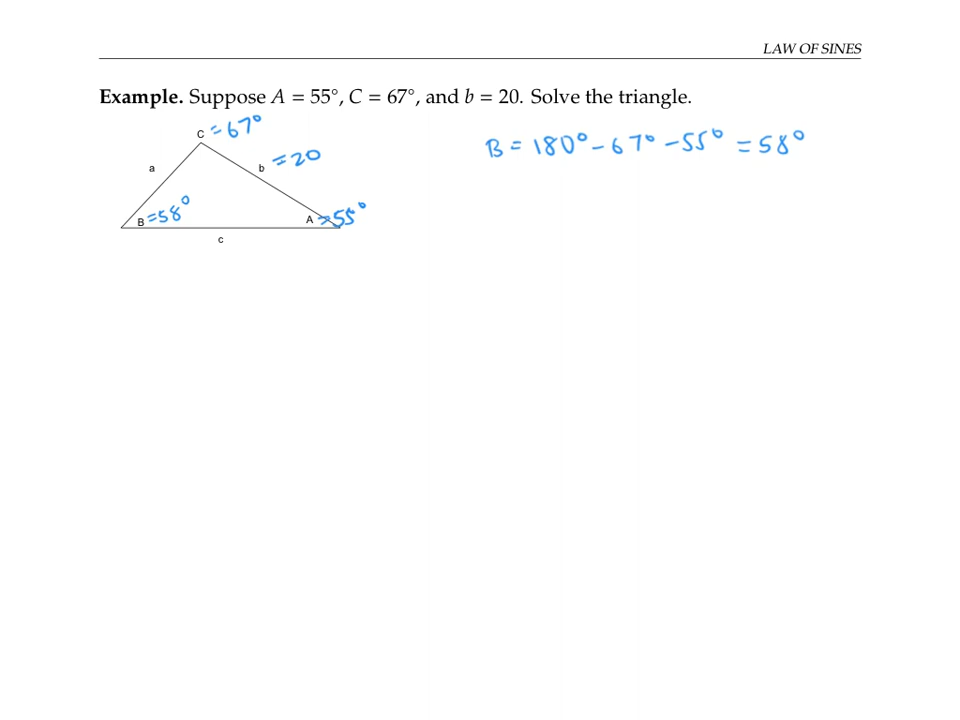 LAW OF SINES
Example. Suppose A = 55°, C = 67°, and b = 20. Solve the triangle.
C = 67°
B = 180° - 67° - 55° = 58°
a
b = 20
B = 58°
A = 55°
c